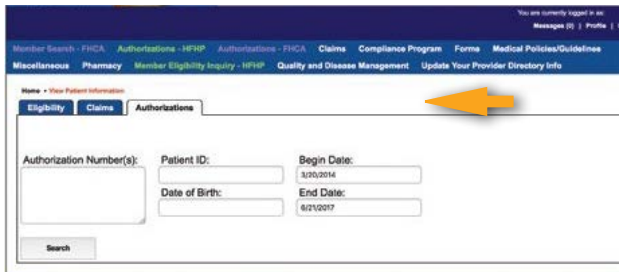 You are currently logged in as:
Messages (0) | Profile |
Member Search - FHCA Authorizations - HFHP Authorizations - FHCA Claims Compliance Program Forms Medical Policies/Guidelines
Miscellaneous Pharmacy Member Eligibility Inquiry - HFHP Quality and Disease Management Update Your Provider Directory Info
Home • View Patient Information
Eligibility Claims Authorizations
Authorization Number(s): Patient ID: Begin Date:
3/20/2014
Date of Birth: End Date:
6/21/2017
Search